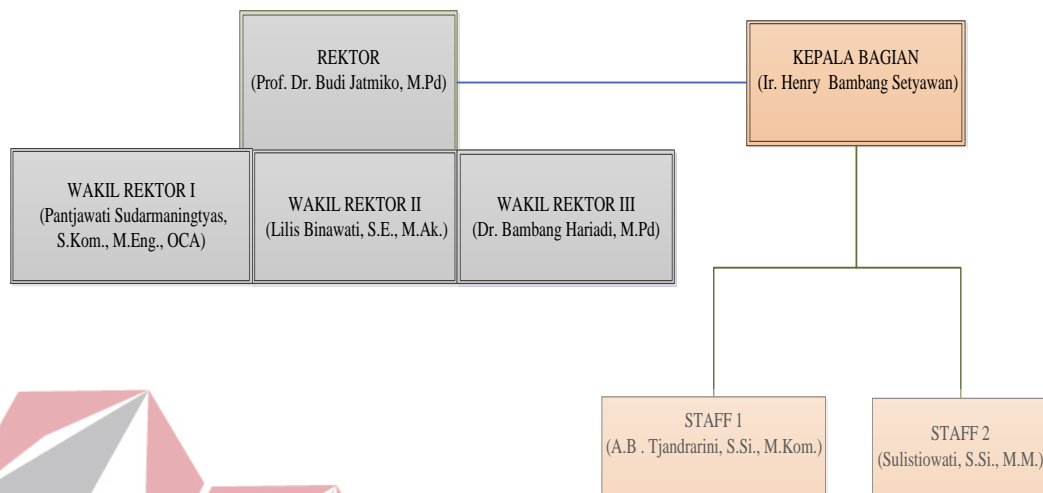 REKTOR
(Prof. Dr. Budi Jatmiko, M.Pd)
KEPALA BAGIAN
(Ir. Henry  Bambang Setyawan)
WAKIL REKTOR I
(Pantjawati Sudarmaningtyas,
S.Kom., M.Eng., OCA)
WAKIL REKTOR II
(Lilis Binawati, S.E., M.Ak.)
WAKIL REKTOR III
(Dr. Bambang Hariadi, M.Pd)
STAFF 1
(A.B . Tjandrarini, S.Si., M.Kom.)
STAFF 2
(Sulistiowati, S.Si., M.M.)